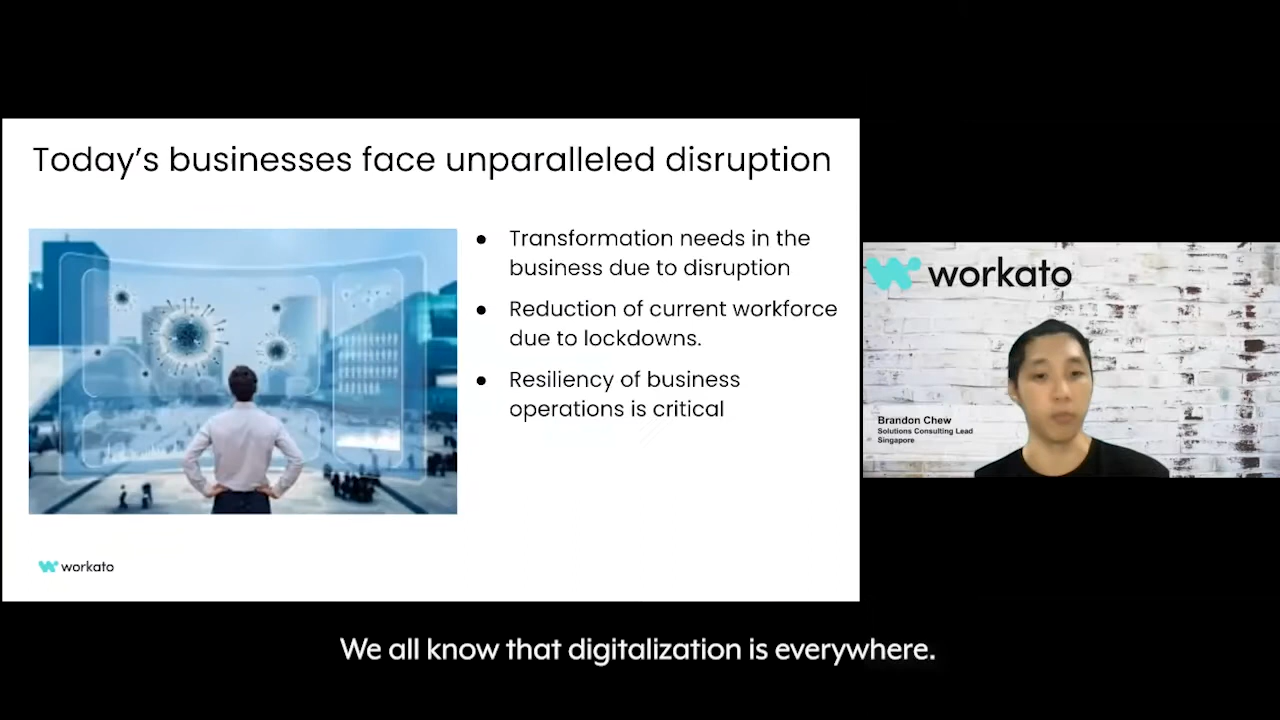 Today's businesses face unparalleled disruption
● Transformation needs in the
business due to disruption
● Reduction of current workforce
due to lockdowns.
● Resiliency of business
operations is critical
workato
workato
Brandon Chew
Solutions Consulting Lead
Singapore
We all know that digitalization is everywhere.